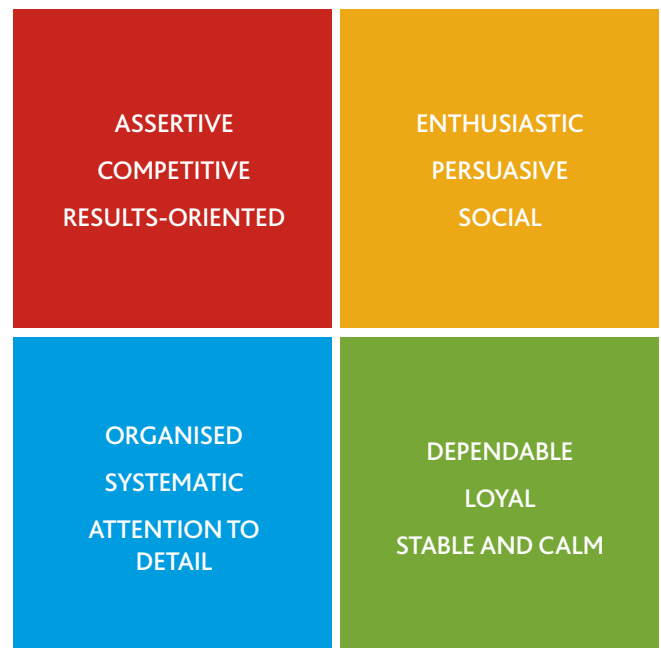 ASSERTIVE
COMPETITIVE
RESULTS-ORIENTED
ENTHUSIASTIC
PERSUASIVE
SOCIAL
ORGANISED
SYSTEMATIC
ATTENTION TO
DETAIL
DEPENDABLE
LOYAL
STABLE AND CALM